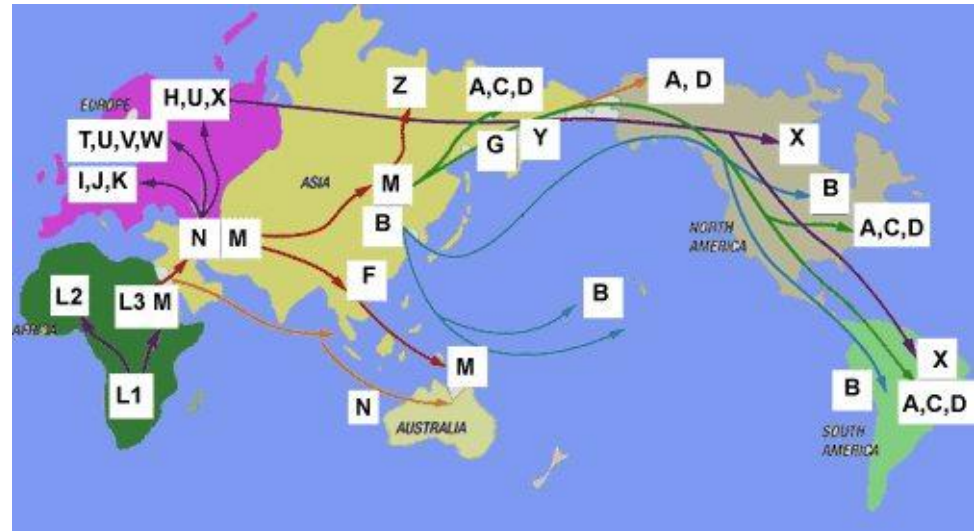 Z
A,C,D
A, D
EUROPE
H,U,X
T,U,V,W
G
Y
X
I,J,K
ASIA
M
B
B
N
M
NORTH
AMERICA
A,C,D
F
L2
L3 M
B
AFRICA
M
X
L1
B
N
A,C,D
AUSTRALIA
SOUTH
AMERICA